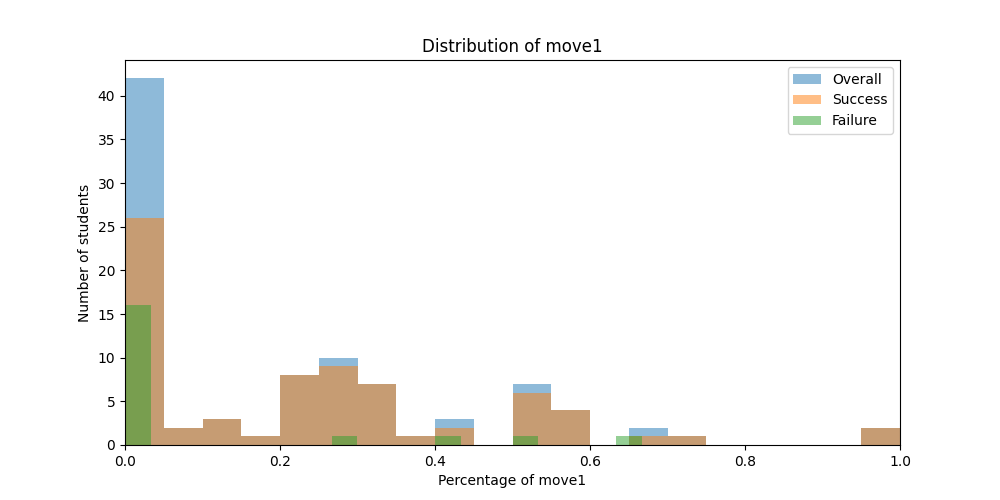 Distribution of move1
Overall
Success
Failure
Number of students
40
35
30
25
20
15
10
5
0
0.0 0.2 0.4 0.6 0.8 1.0
Percentage of move1